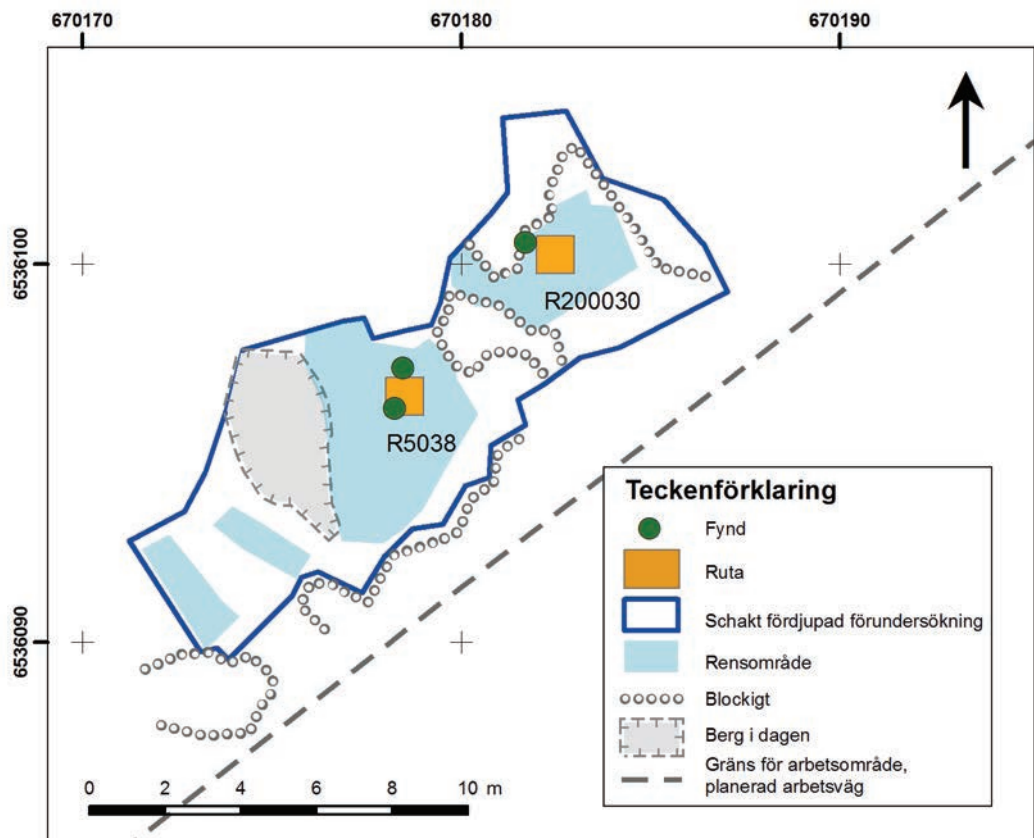 670170 670180 670190
6536100
R200030
R5038
6536090
Teckenförklaring
Fynd
Ruta
Schakt fördjupad förundersökning
Rensområde
Blockigt
Berg i dagen
Gräns för arbetsområde,
planerad arbetsväg
0 2 4 6 8 10 m